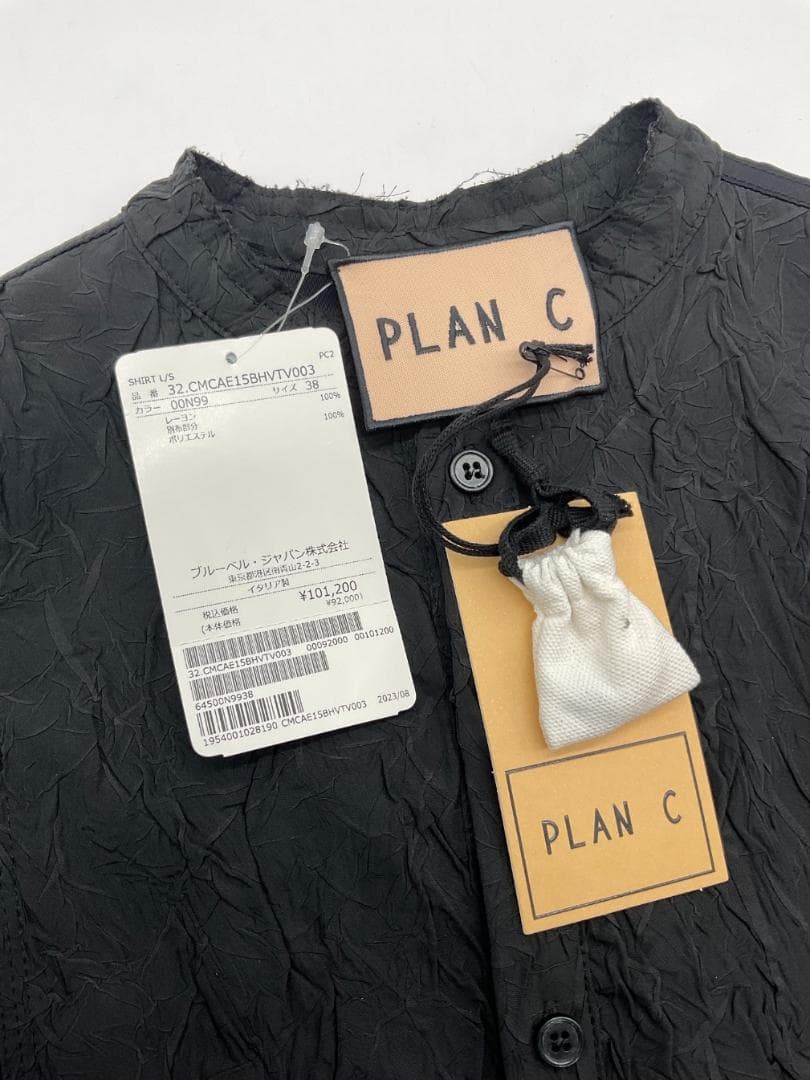 PLAN C
PC2
SHIRT L/S
品 番 32.CMCAE15BHVTV003
カラー 00N99 サイズ 38
レーヨン 100%
別布部分
ポリエステル 100%
ブルーベル・ジャパン株式会社
東京都港区南青山2-2-3
イタリア製
税込価格 ¥101,200
(本体価格 ¥92,000)
32.CMCAE15BHVTV003 00092000 00101200
64500N9938
1954001028190 CMCAE15BHVTV003 2023/08
PLAN C